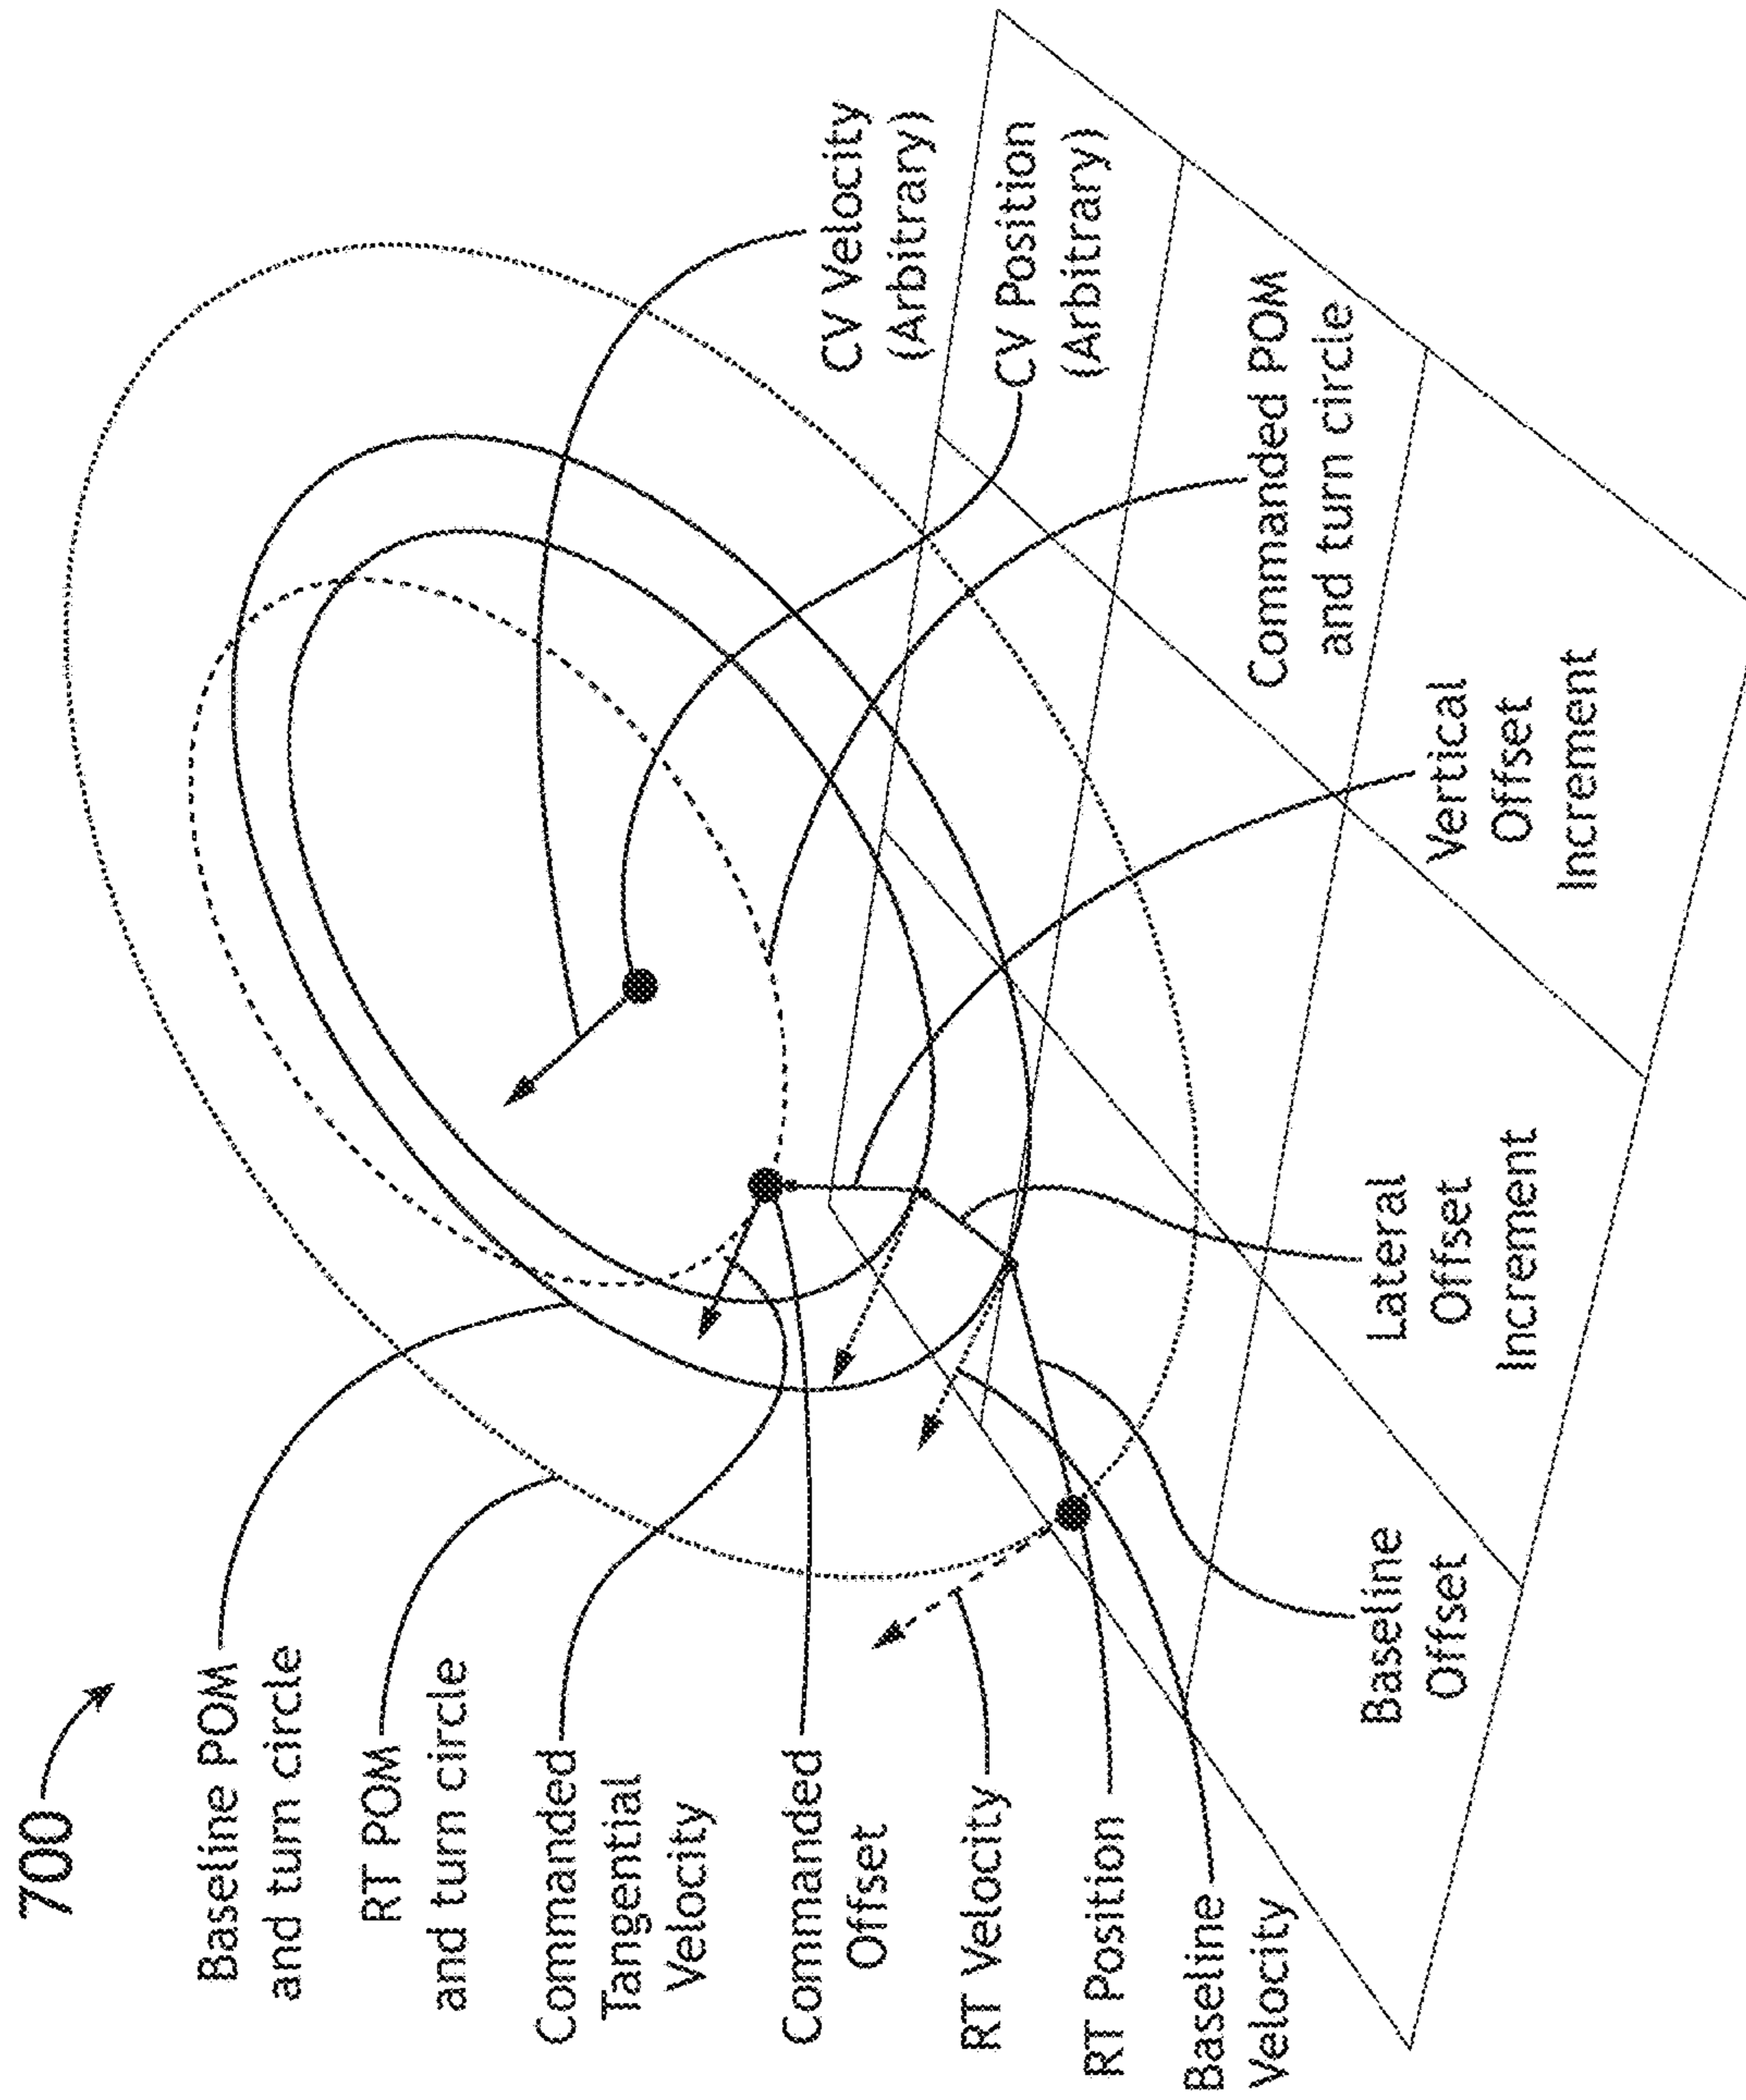 700
Baseline POM
and turn circle
RT POM
and turn circle
Commanded
Tangential
Velocity
Commanded
Offset
RT Velocity
RT Position
Baseline
Velocity
Baseline
Offset
Lateral
Offset
Increment
Vertical
Offset
Increment
Commanded POM
and turn circle
CV Position
(Arbitrary)
CV Velocity
(Arbitrary)